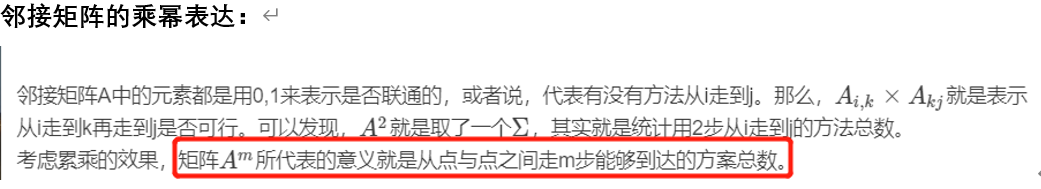 邻接矩阵的乘幂表达：
邻接矩阵A中的元素都是用0,1来表示是否联通的，或者说，代表有没有方法从i走到j。那么，$A_{i,k} \times A_{kj}$就是表示
从i走到k再走到j是否可行。可以发现，$A^2$就是取了一个Σ，其实就是统计用2步从i走到j的方法总数。
考虑累乘的效果，矩阵$A^m$所代表的意义就是从点与点之间走m步能够到达的方案总数。